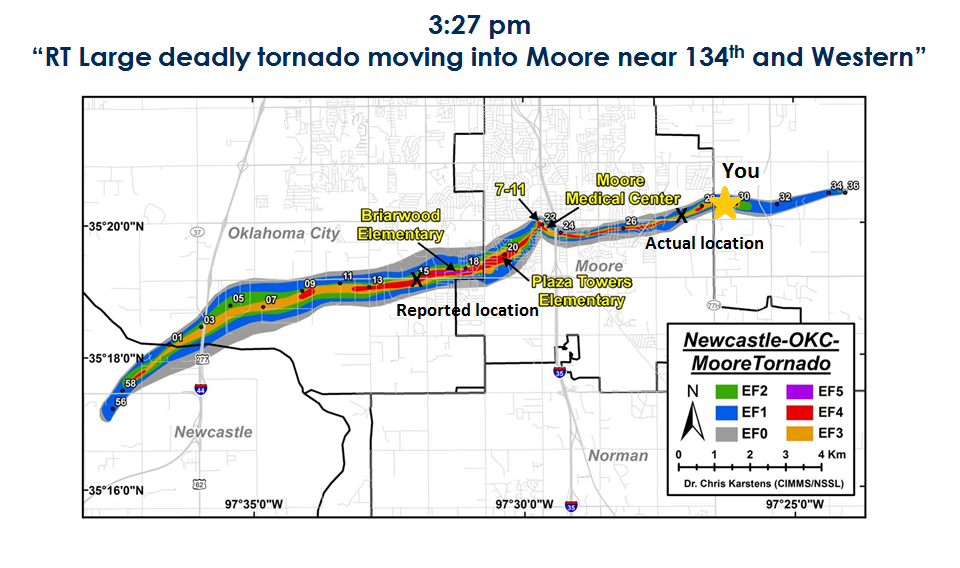 3:27 pm
“RT Large deadly tornado moving into Moore near 134th and Western”
You
34 36
7-11
Moore
Medical Center
30
32
22
24
26
Briarwood
Elementary
35°20'0"N
37
Oklahoma City
Actual location
20
18
15
Moore
Plaza Towers
Elementary
13
11
09
Reported location
07
05
03
01
77H
Newcastle-OKC-
MooreTornado
35°18'0"N
277
35
N
EF2
EF5
EF1
EF4
EF0
EF3
58
56
44
Newcastle
0 1 2 3 4 Km
Norman
62
Dr. Chris Karstens (CIMMS/NSSL)
35°16'0"N
97°35'0"W
97°30'0"W
35
97°25'0"W